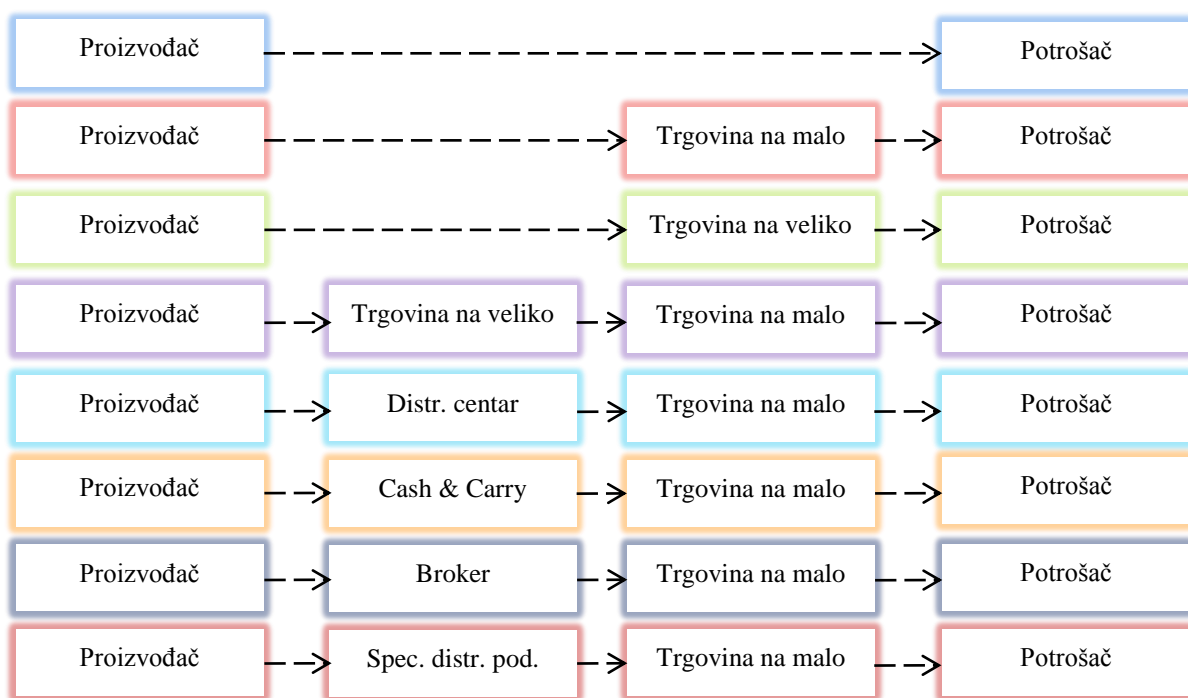 Proizvođač Potrošač
Proizvođač Trgovina na malo Potrošač
Proizvođač Trgovina na veliko Potrošač
Proizvođač Trgovina na veliko Trgovina na malo Potrošač
Proizvođač Distr. centar Trgovina na malo Potrošač
Proizvođač Cash & Carry Trgovina na malo Potrošač
Proizvođač Broker Trgovina na malo Potrošač
Proizvođač Spec. distr. pod. Trgovina na malo Potrošač